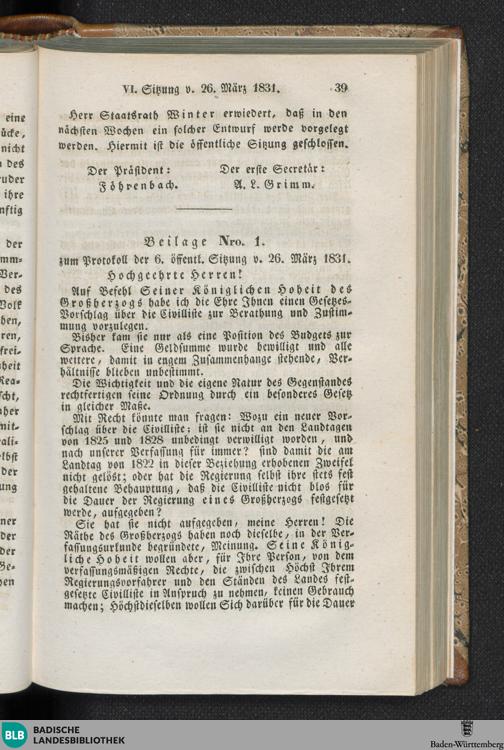 VI. Sitzung v. 26. März 1831. 39
Herr Staatsrath Winter erwiedert, daß in den
nächsten Wochen ein solcher Entwurf werde vorgelegt
werden. Hiermit ist die öffentliche Sitzung geschlossen.
Der Präsident: Der erste Secretär:
Föhrenbach. A. L. Grimm.
Beilage Nro. 1.
zum Protokoll der 6. öffentl. Sitzung v. 26. März 1831.
Hochgeehrte Herren!
Auf Befehl Seiner Königlichen Hoheit des
Großherzogs habe ich die Ehre Ihnen einen Gesetzes-
Vorschlag über die Civilliste zur Berathung und Zustim-
mung vorzulegen.
Bisher kam sie nur als eine Position des Budgets zur
Sprache. Eine Geldsumme wurde bewilligt und alle
weitere, damit in engem Zusammenhange stehende, Ver-
hältnisse blieben unbestimmt.
Die Wichtigkeit und die eigene Natur des Gegenstandes
rechtfertigen seine Ordnung durch ein besonderes Gesetz
in gleicher Maße.
Mit Recht könnte man fragen: Wozu ein neuer Vor-
schlag über die Civilliste; ist sie nicht an den Landtagen
von 1825 und 1828 unbedingt verwilligt worden, und
nach unserer Verfassung für immer? sind damit die am
Landtag von 1822 in dieser Beziehung erhobenen Zweifel
nicht gelöst; oder hat die Regierung selbst ihre stets fest
gehaltene Behauptung, daß die Civilliste nicht blos für
die Dauer der Regierung eines Großherzogs festgesetzt
werde, aufgegeben?
Sie hat sie nicht aufgegeben, meine Herren! Die
Räthe des Großherzogs haben noch dieselbe, in der Ver-
fassungsurkunde begründete, Meinung. Seine König-
liche Hoheit wollen aber, für Ihre Person, von dem
verfassungsmäßigen Rechte, die zwischen Höchst Ihrem
Regierungsvorfahrer und den Ständen des Landes fest-
gesetzte Civilliste in Anspruch zu nehmen, keinen Gebrauch
machen; Höchstdieselben wollen Sich darüber für die Dauer
BLB BADISCHE
LANDESBIBLIOTHEK
Baden-Württemberg